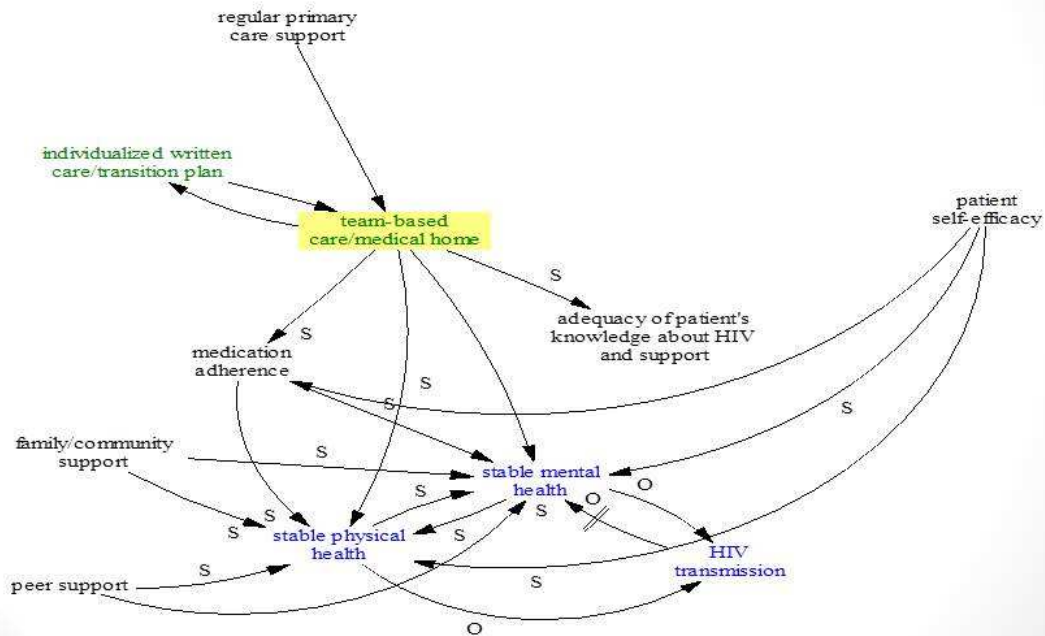 regular primary
care support
individualized written
care/transition plan
team-based
care/medical home
patient
self-efficacy
S
adequacy of patient's
knowledge about HIV
and support
S
medication
adherence
S
S
S
family/community
support
S
stable mental
health
S
O
O
S
S
S
S
stable physical
health
S
HIV
transmission
peer support
S
S
O